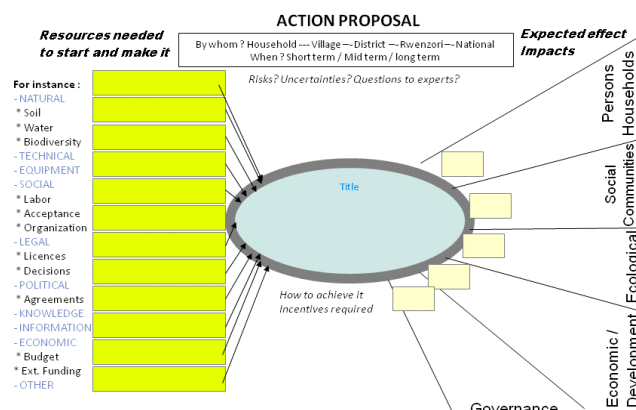 ACTION PROPOSAL
Resources needed
to start and make it
By whom ? Household --- Village --- District --- Rwenzori --- National
When ? Short term / Mid term / long term
Expected effect
Impacts
Risks? Uncertainties? Questions to experts?
For instance :
- NATURAL
* Soil
* Water
* Biodiversity
- TECHNICAL
- EQUIPMENT
- SOCIAL
* Labor
* Acceptance
* Organization
- LEGAL
* Licences
* Decisions
- POLITICAL
* Agreements
- KNOWLEDGE
- INFORMATION
- ECONOMIC
* Budget
* Ext. Funding
- OTHER
Title
How to achieve it
Incentives required
Persons
Households
Social
Communities
Ecological
Economic /
Development /
Governance